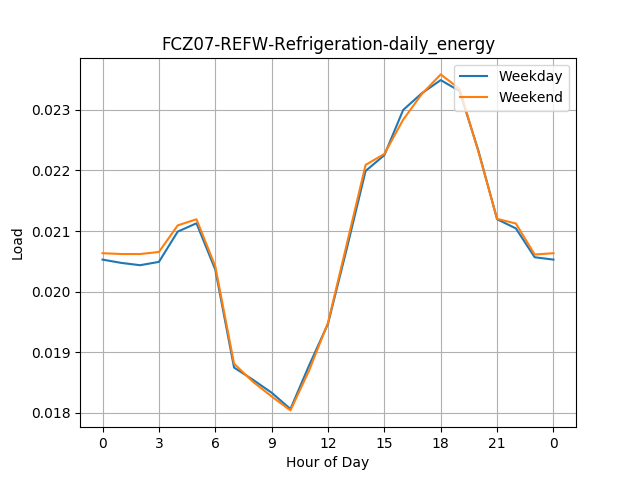 FCZ07-REFW-Refrigeration-daily_energy
Weekday
Weekend
0.023
0.022
0.021
0.020
0.019
0.018
Load
0 3 6 9 12 15 18 21 0
Hour of Day